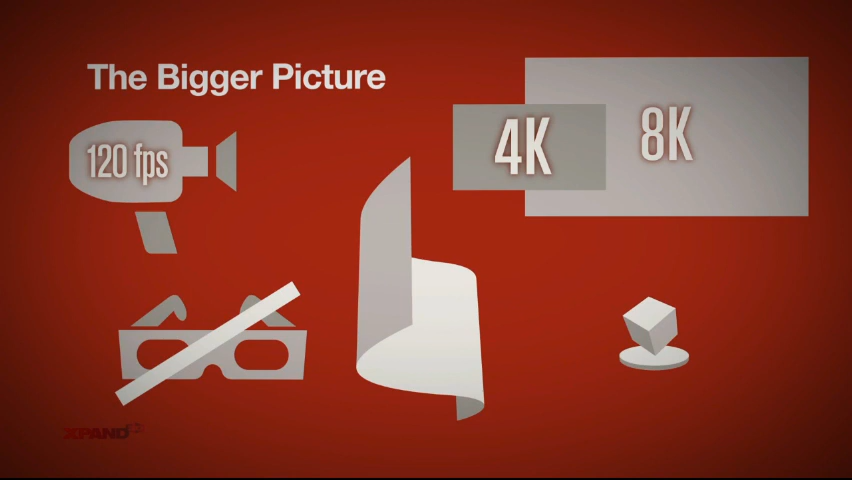 The Bigger Picture
120 fps
4K
8K
XPAND